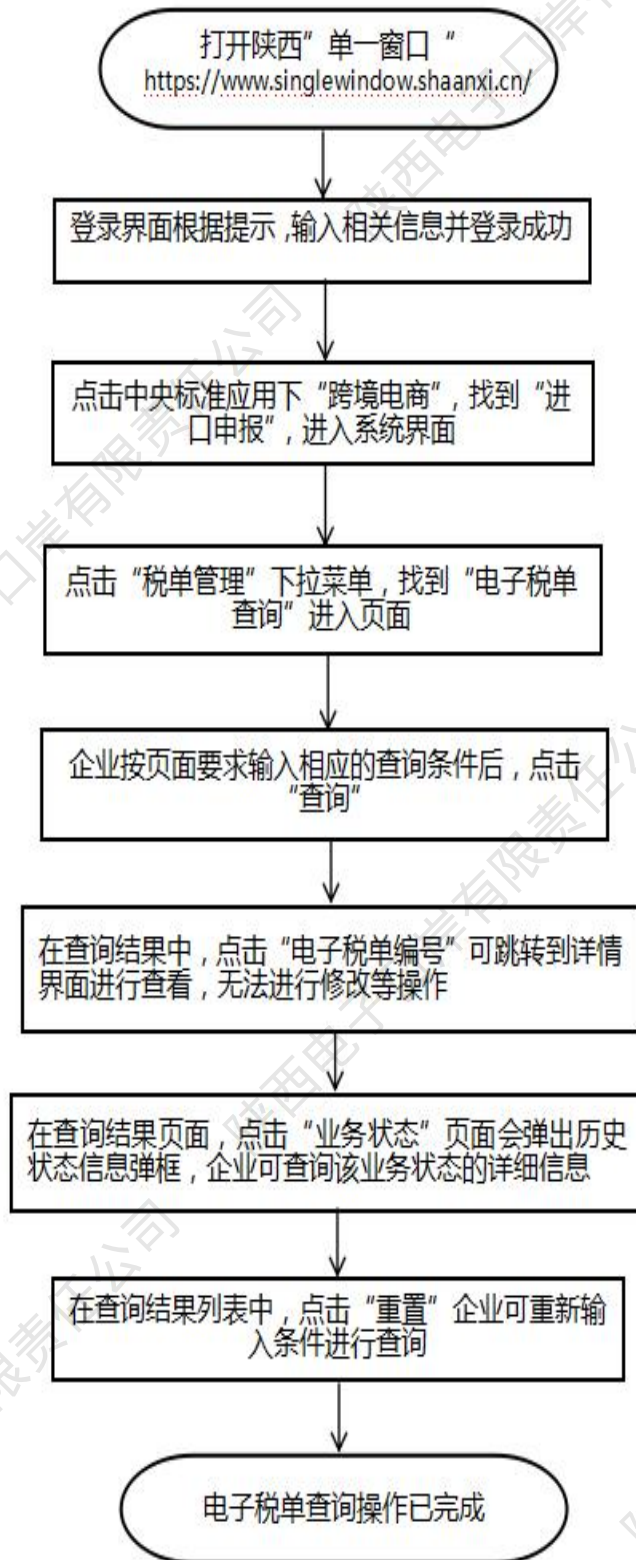 打开陕西”单一窗口“
https://www.singlewindow.shaanxi.cn/
登录界面根据提示,输入相关信息并登录成功
点击中央标准应用下“跨境电商”，找到“进
口申报”，进入系统界面
点击“税单管理”下拉菜单，找到“电子税单
查询”进入页面
企业按页面要求输入相应的查询条件后，点击
“查询”
在查询结果中，点击“电子税单编号”可跳转到详情
界面进行查看，无法进行修改等操作
在查询结果页面，点击“业务状态”页面会弹出历史
状态信息弹框，企业可查询该业务状态的详细信息
在查询结果列表中，点击“重置”企业可重新输
入条件进行查询
电子税单查询操作已完成